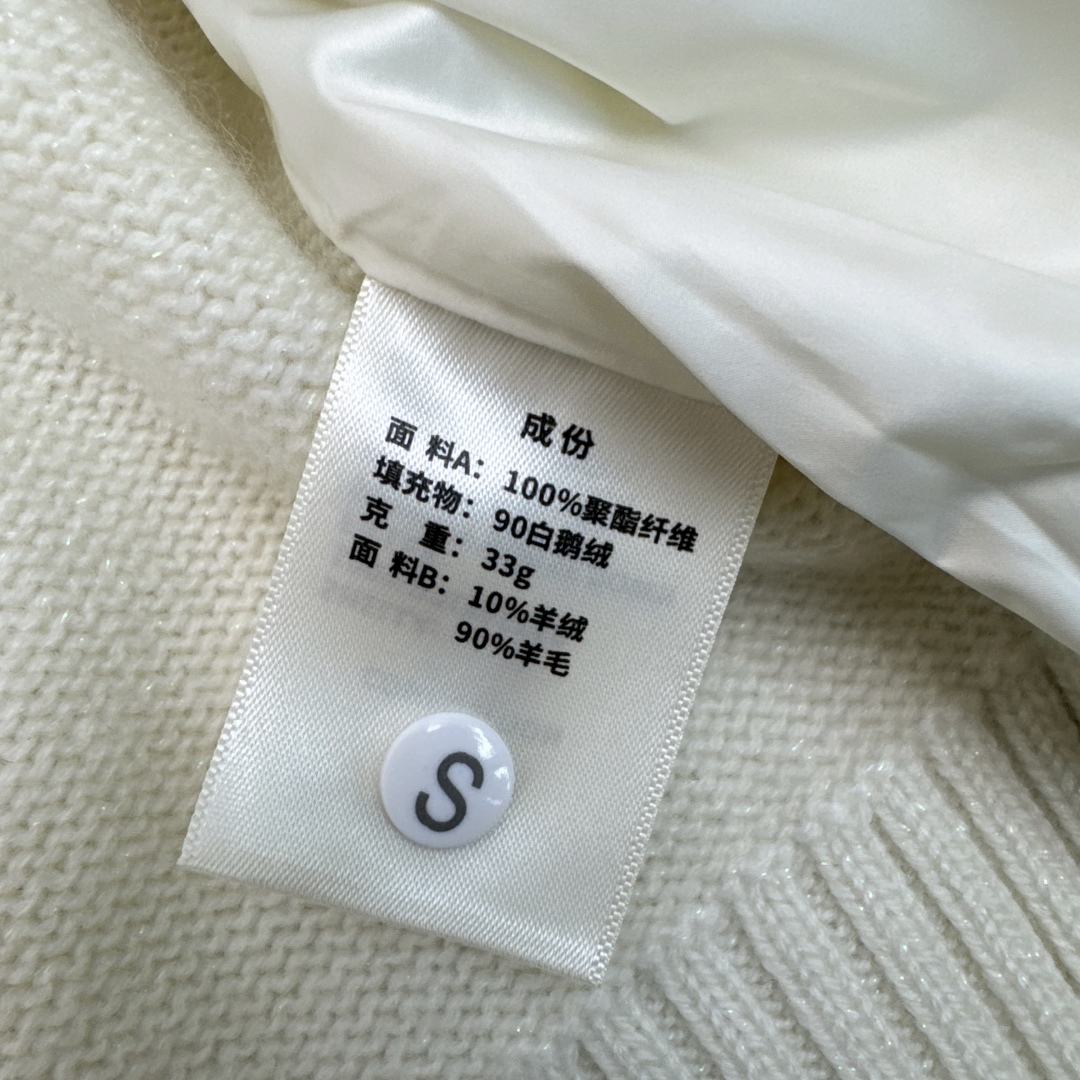 成份
面 料A：100%聚酯纤维
填充物：90白鹅绒
克 重：33g
面 料B：10%羊绒
90%羊毛
S